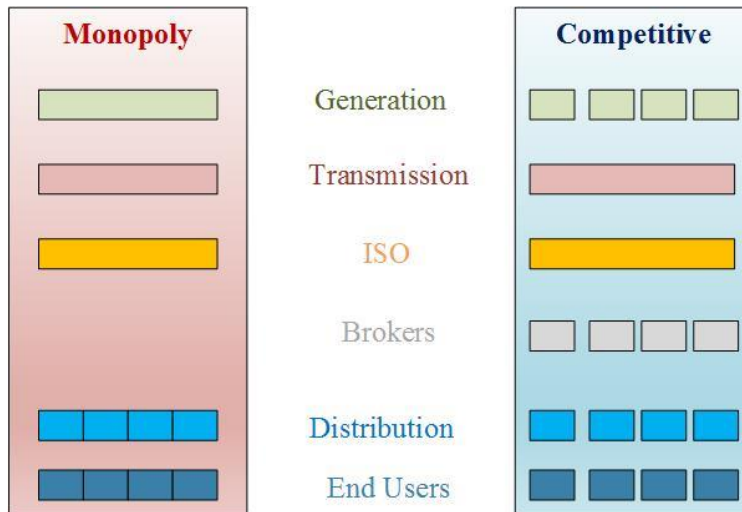 Monopoly
Competitive
Generation
Transmission
ISO
Brokers
Distribution
End Users